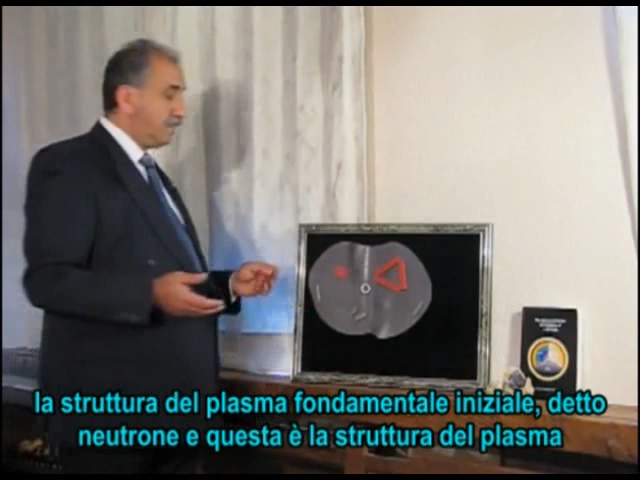 la struttura del plasma fondamentale iniziale, detto
neutrone e questa è la struttura del plasma